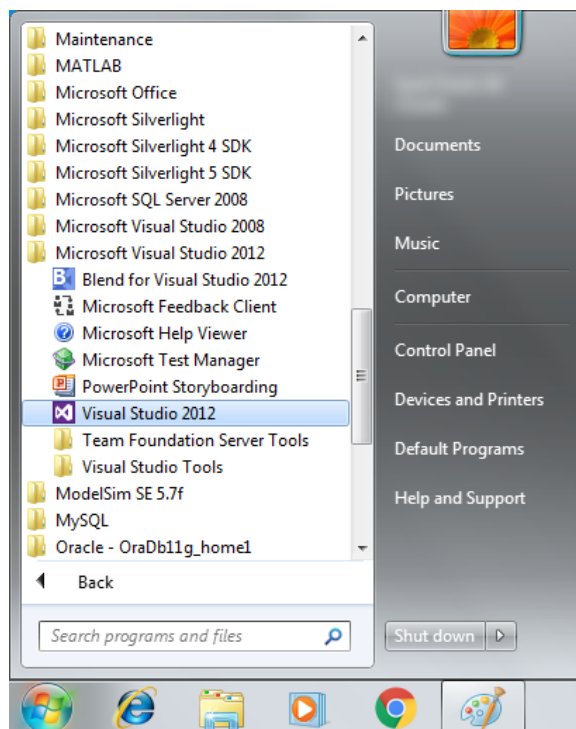 Maintenance
MATLAB
Microsoft Office
Microsoft Silverlight
Microsoft Silverlight 4 SDK
Microsoft Silverlight 5 SDK
Microsoft SQL Server 2008
Microsoft Visual Studio 2008
Microsoft Visual Studio 2012
Blend for Visual Studio 2012
Microsoft Feedback Client
Microsoft Help Viewer
Microsoft Test Manager
PowerPoint Storyboarding
Visual Studio 2012
Team Foundation Server Tools
Visual Studio Tools
ModelSim SE 5.7f
MySQL
Oracle - OraDb11g_home1
Back
Search programs and files
Documents
Pictures
Music
Computer
Control Panel
Devices and Printers
Default Programs
Help and Support
Shut down